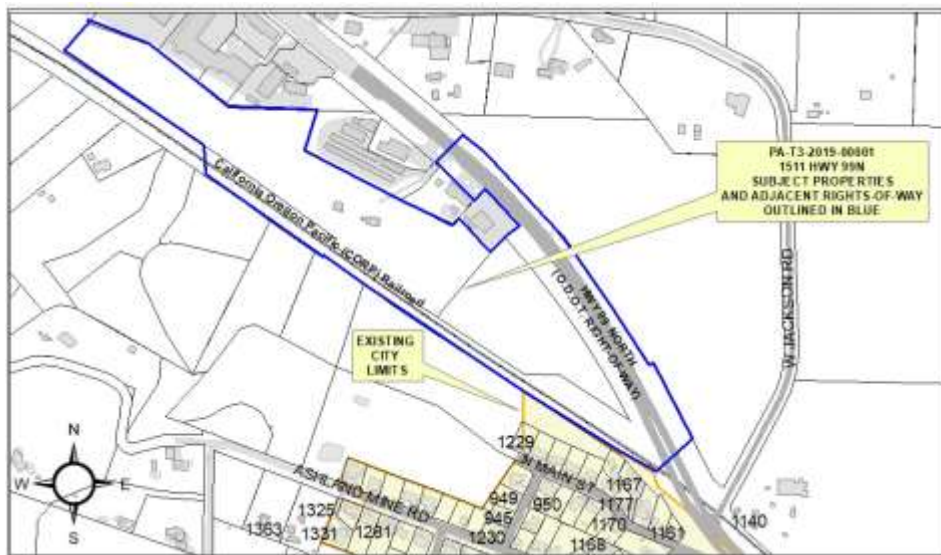 PA-T3-2019-00001
1511 HWY 99N
SUBJECT PROPERTIES
AND ADJACENT RIGHTS-OF-WAY
OUTLINED IN BLUE
California Oregon Pacific (CORP) Railroad
HWY 99 NORTH
(O.D.O.T. RIGHT-OF-WAY)
W JACKSON RD
EXISTING
CITY
LIMITS
N
W E
S
ASHLAND MINE RD
N MAIN ST
1229
1167
949
950
1177
1325
945
1170
1140
1363
1331
1281
1230
1168
1161